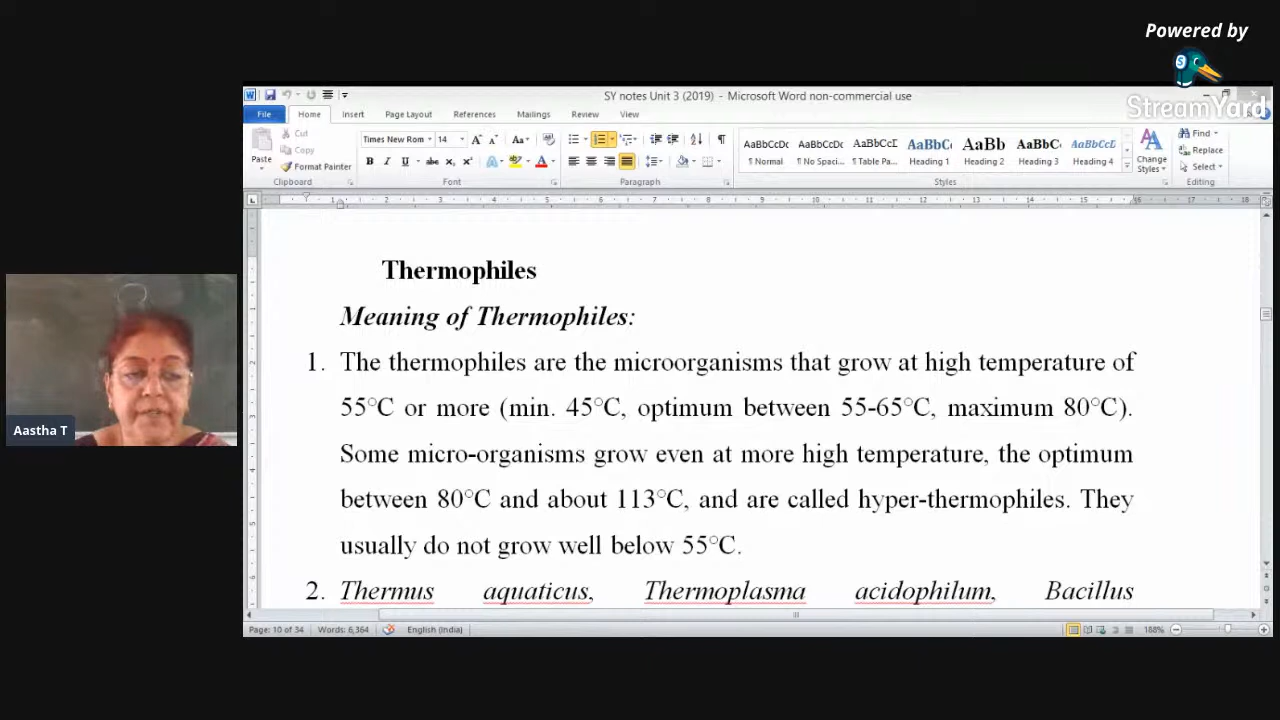 Powered by
StreamYard
SY notes Unit 3 (2019) - Microsoft Word non-commercial use
File Home Insert Page Layout References Mailings Review View
Paste
Cut
Copy
Format Painter
Clipboard
Times New Rom 14
Font
Paragraph
AaBbCcDc AaBbCcDc AaBbCcD AaBbC AaBb AaBbC AaBbCcD
¶ Normal ¶ No Spaci... ¶ Table Pa... Heading 1 Heading 2 Heading 3 Heading 4
Styles
Change
Styles
Find
Replace
Select
Editing
Thermophiles
Meaning of Thermophiles:
1. The thermophiles are the microorganisms that grow at high temperature of
55°C or more (min. 45°C, optimum between 55-65°C, maximum 80°C).
Some micro-organisms grow even at more high temperature, the optimum
between 80°C and about 113°C, and are called hyper-thermophiles. They
usually do not grow well below 55°C.
2. Thermus aquaticus, Thermoplasma acidophilum, Bacillus
Aastha T
Page: 10 of 34 Words: 6,364 English (India) 188%